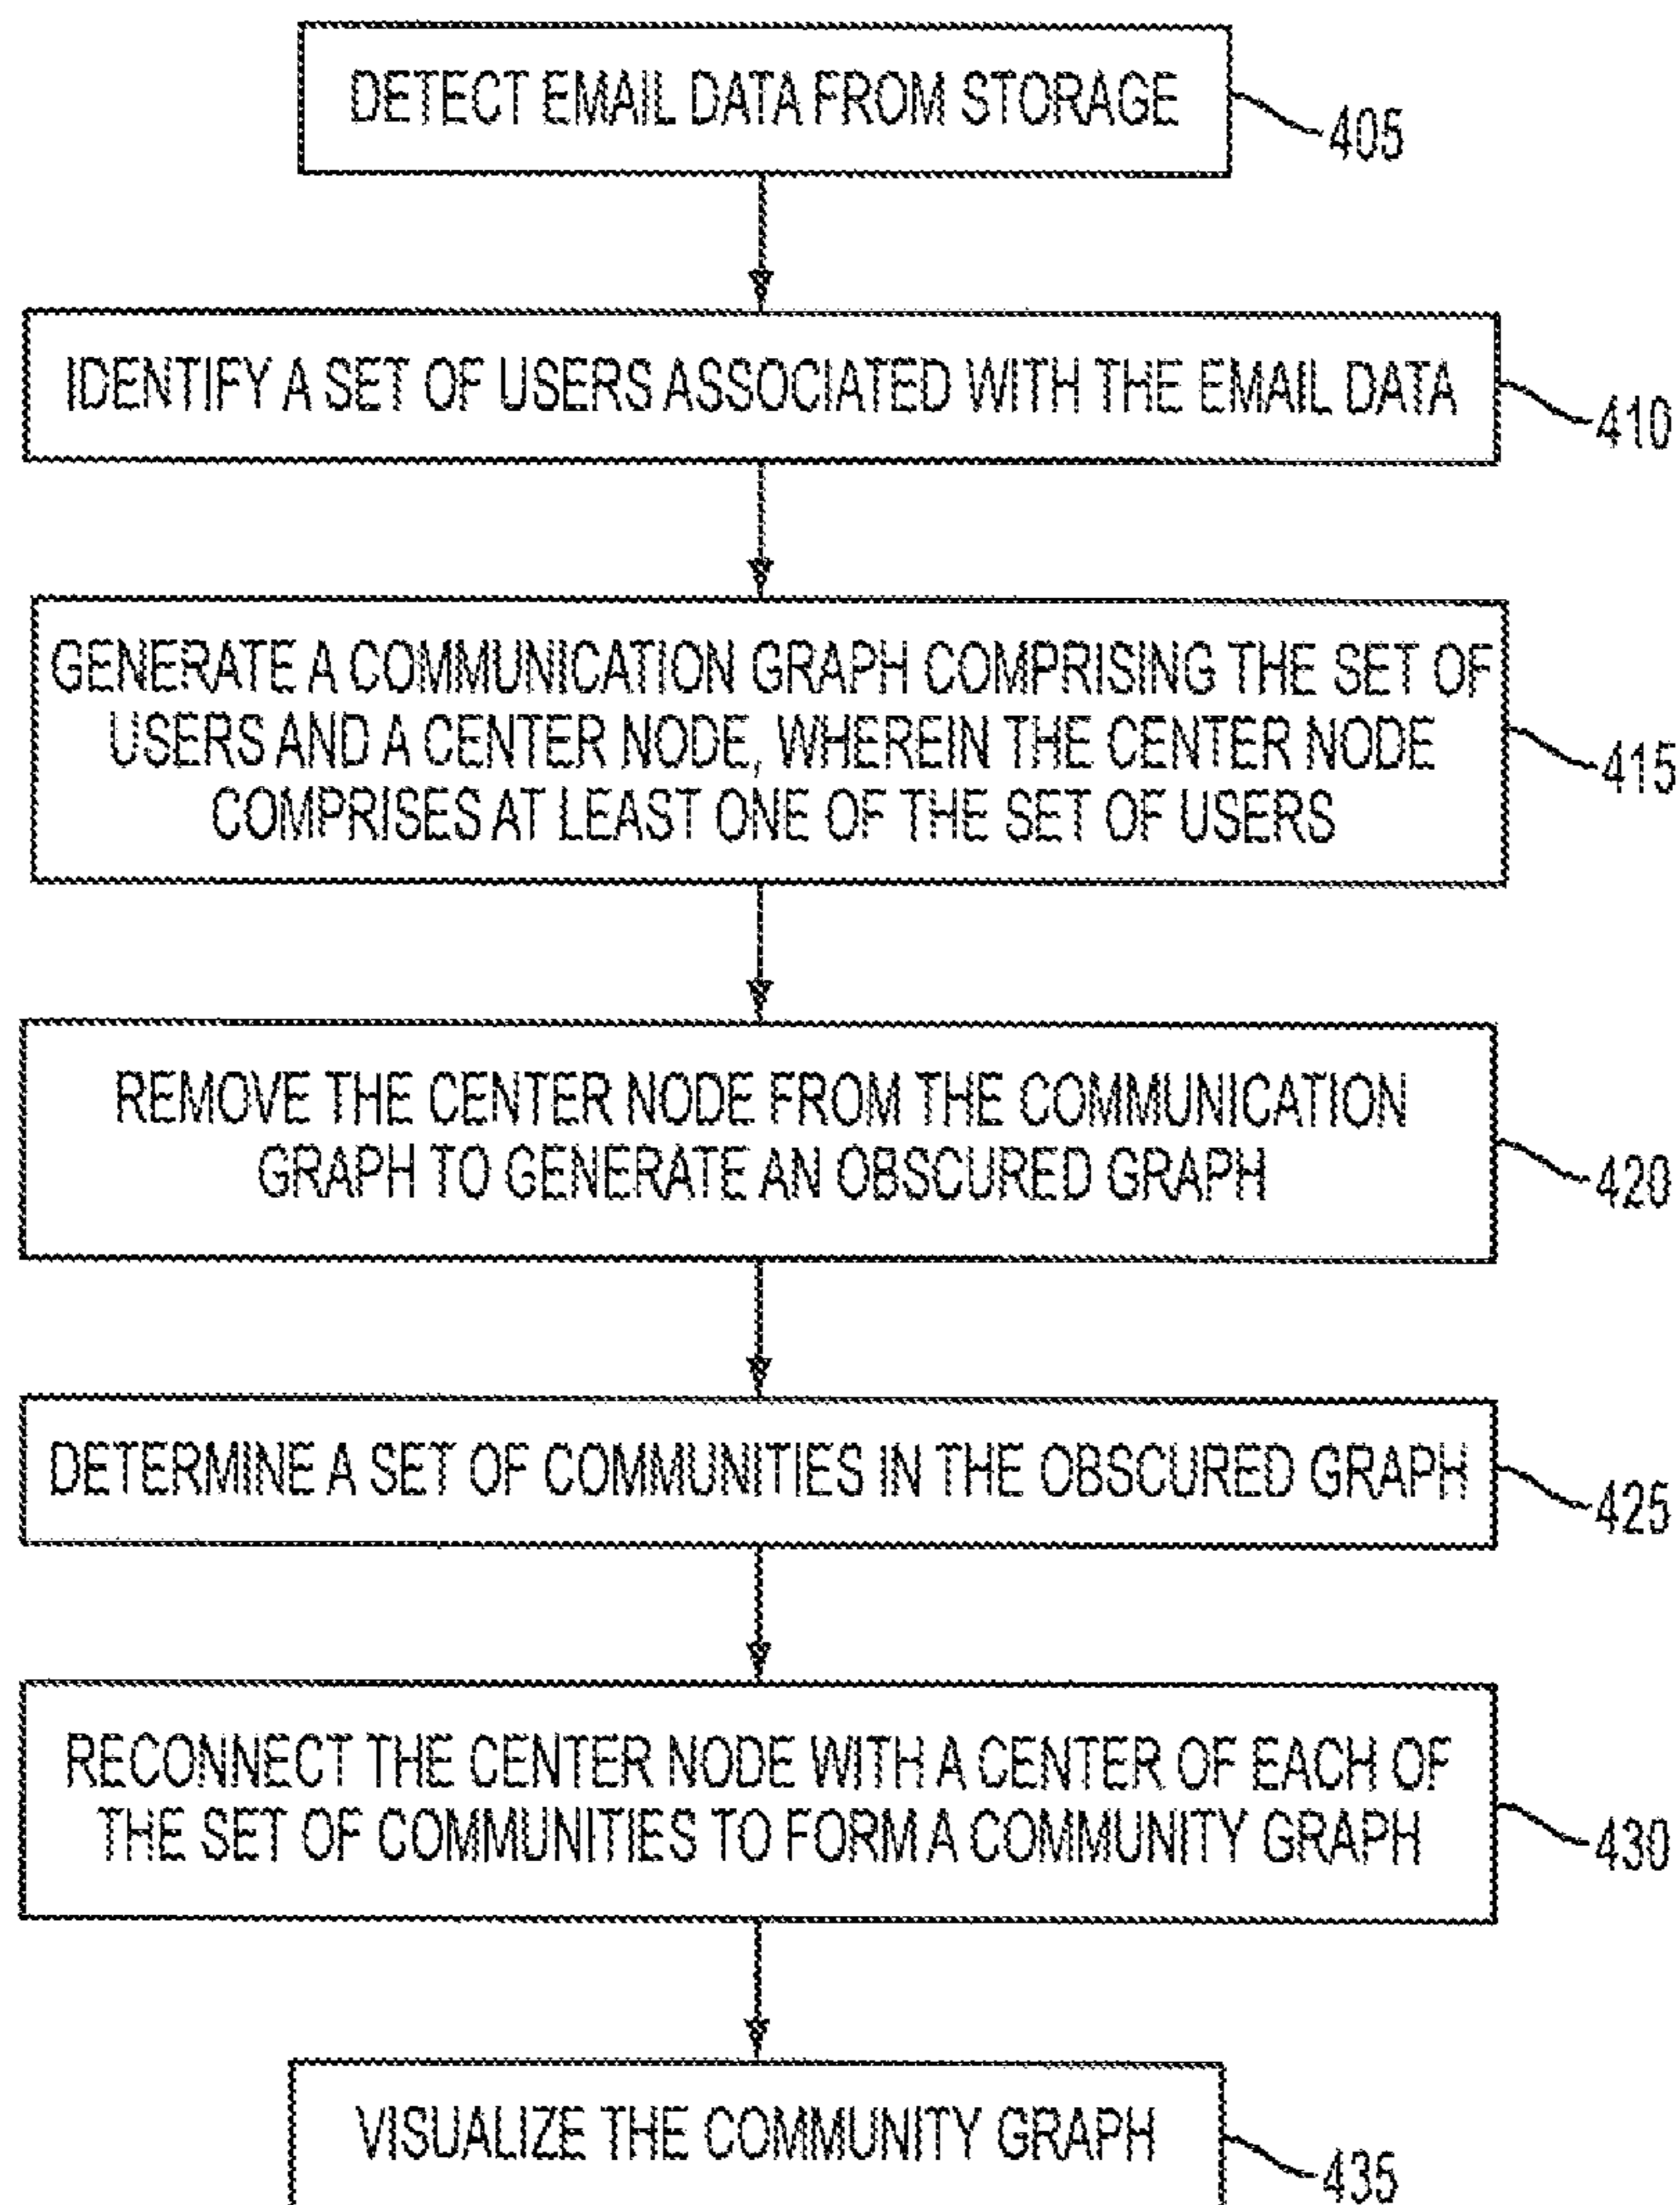 DETECT EMAIL DATA FROM STORAGE
405
IDENTIFY A SET OF USERS ASSOCIATED WITH THE EMAIL DATA
410
GENERATE A COMMUNICATION GRAPH COMPRISING THE SET OF
USERS AND A CENTER NODE, WHEREIN THE CENTER NODE
COMPRISES AT LEAST ONE OF THE SET OF USERS
415
REMOVE THE CENTER NODE FROM THE COMMUNICATION
GRAPH TO GENERATE AN OBSCURED GRAPH
420
DETERMINE A SET OF COMMUNITIES IN THE OBSCURED GRAPH
425
RECONNECT THE CENTER NODE WITH A CENTER OF EACH OF
THE SET OF COMMUNITIES TO FORM A COMMUNITY GRAPH
430
VISUALIZE THE COMMUNITY GRAPH
435